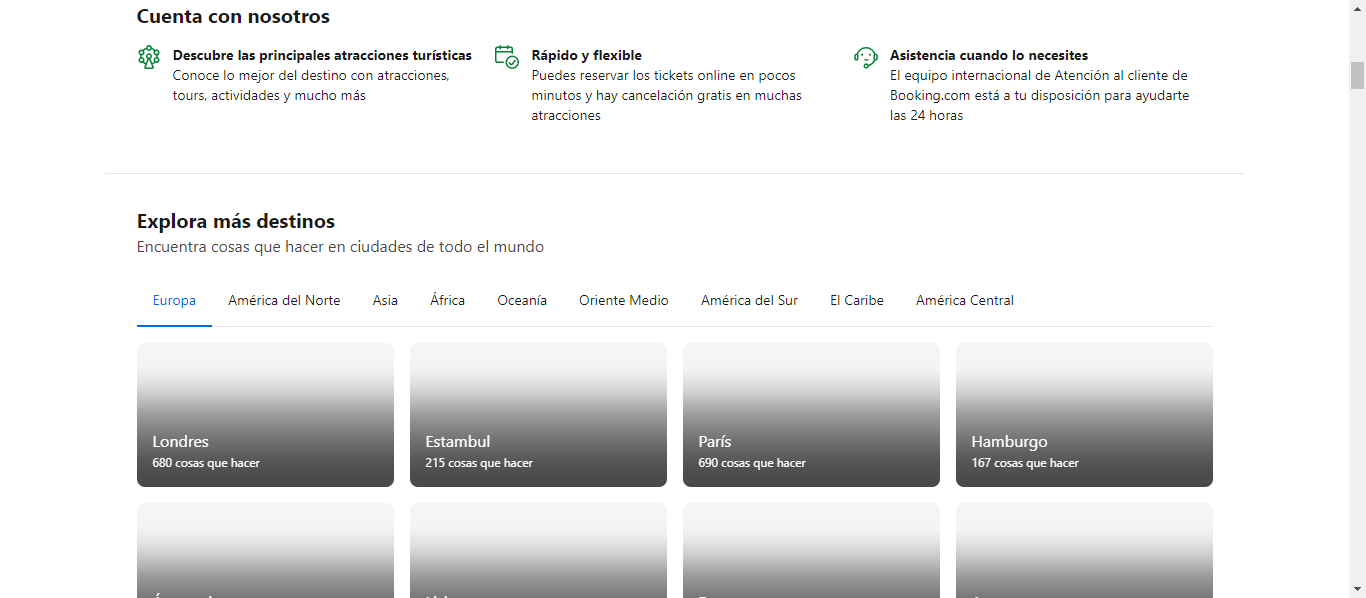 Cuenta con nosotros
Descubre las principales atracciones turísticas
Conoce lo mejor del destino con atracciones,
tours, actividades y mucho más
Rápido y flexible
Puedes reservar los tickets online en pocos
minutos y hay cancelación gratis en muchas
atracciones
Asistencia cuando lo necesites
El equipo internacional de Atención al cliente de
Booking.com está a tu disposición para ayudarte
las 24 horas
Explora más destinos
Encuentra cosas que hacer en ciudades de todo el mundo
Europa América del Norte Asia África Oceanía Oriente Medio América del Sur El Caribe América Central
Londres
680 cosas que hacer
Estambul
215 cosas que hacer
París
690 cosas que hacer
Hamburgo
167 cosas que hacer